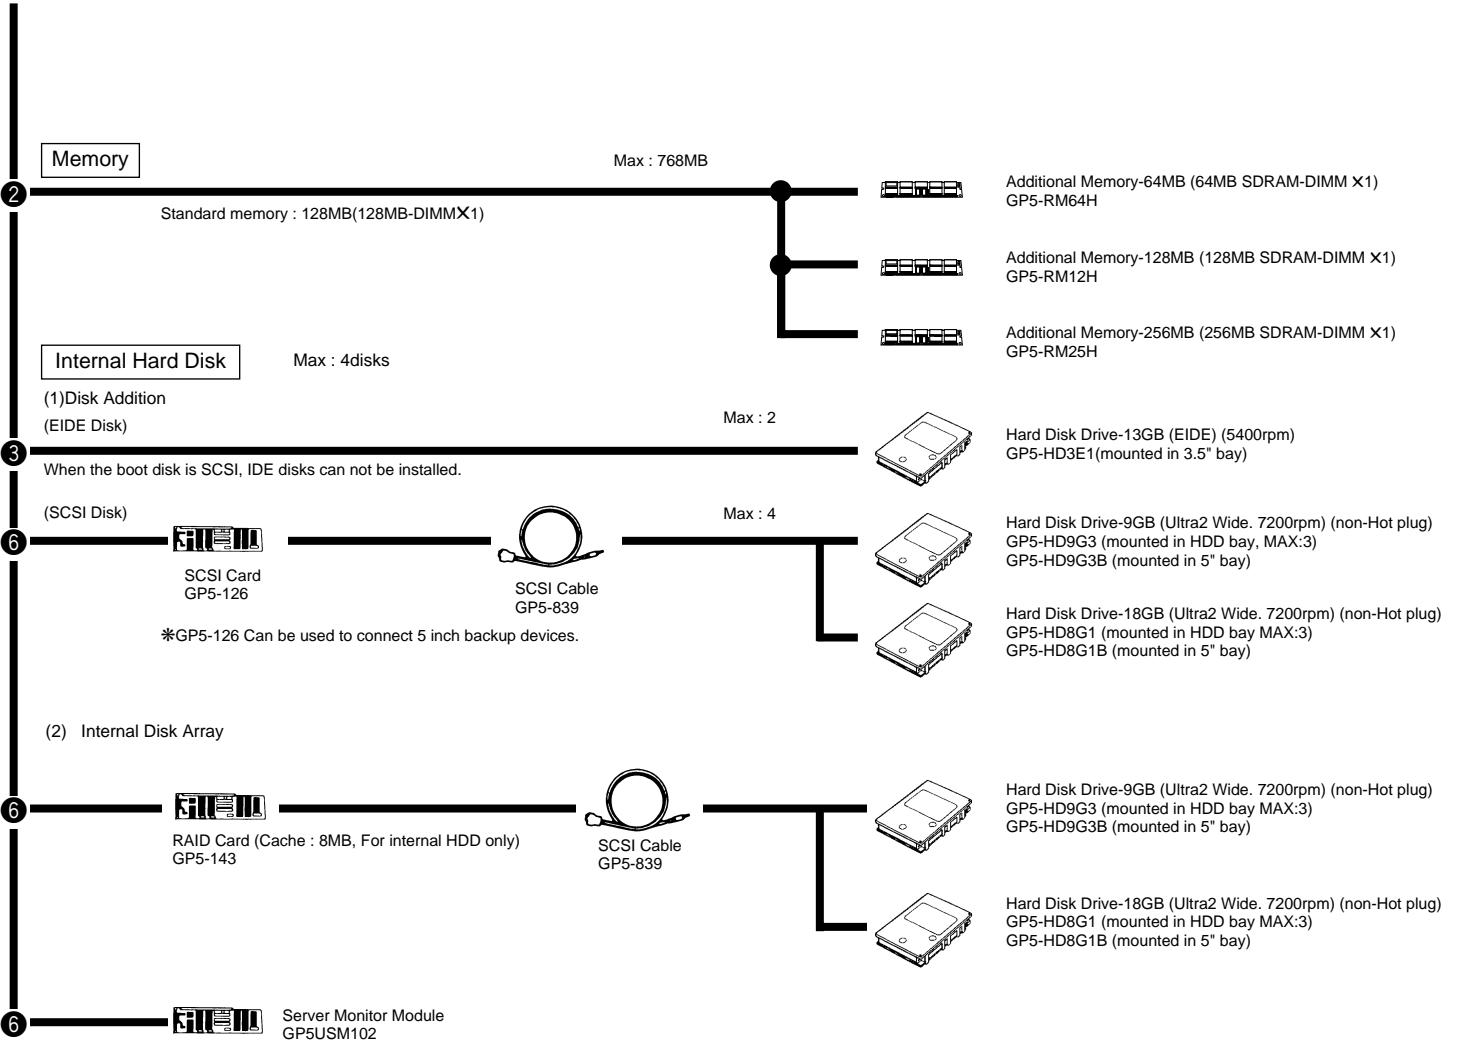 Memory
Max : 768MB
❷
Standard memory : 128MB(128MB-DIMM✕1)
Additional Memory-64MB (64MB SDRAM-DIMM ✕1)
GP5-RM64H
Additional Memory-128MB (128MB SDRAM-DIMM ✕1)
GP5-RM12H
Additional Memory-256MB (256MB SDRAM-DIMM ✕1)
GP5-RM25H
Internal Hard Disk
Max : 4disks
(1)Disk Addition
(EIDE Disk)
Max : 2
❸
When the boot disk is SCSI, IDE disks can not be installed.
Hard Disk Drive-13GB (EIDE) (5400rpm)
GP5-HD3E1(mounted in 3.5" bay)
(SCSI Disk)
Max : 4
❻
SCSI Card
GP5-126
SCSI Cable
GP5-839
Hard Disk Drive-9GB (Ultra2 Wide. 7200rpm) (non-Hot plug)
GP5-HD9G3 (mounted in HDD bay, MAX:3)
GP5-HD9G3B (mounted in 5" bay)
Hard Disk Drive-18GB (Ultra2 Wide. 7200rpm) (non-Hot plug)
GP5-HD8G1 (mounted in HDD bay MAX:3)
GP5-HD8G1B (mounted in 5" bay)
❊GP5-126 Can be used to connect 5 inch backup devices.
(2) Internal Disk Array
❻
RAID Card (Cache : 8MB, For internal HDD only)
GP5-143
SCSI Cable
GP5-839
Hard Disk Drive-9GB (Ultra2 Wide. 7200rpm) (non-Hot plug)
GP5-HD9G3 (mounted in HDD bay MAX:3)
GP5-HD9G3B (mounted in 5" bay)
Hard Disk Drive-18GB (Ultra2 Wide. 7200rpm) (non-Hot plug)
GP5-HD8G1 (mounted in HDD bay MAX:3)
GP5-HD8G1B (mounted in 5" bay)
❻
Server Monitor Module
GP5USM102